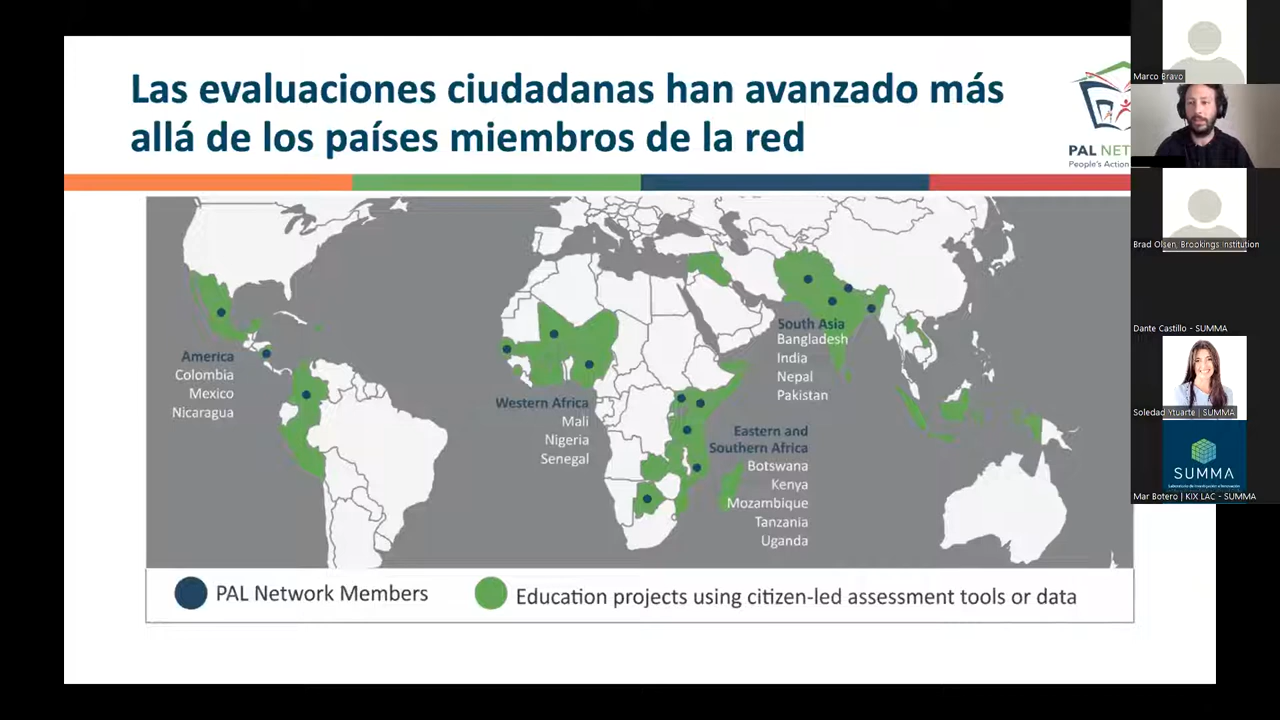 Las evaluaciones ciudadanas han avanzado más
allá de los países miembros de la red
PAL NET
People's Action
America
Colombia
Mexico
Nicaragua
Western Africa
Mali
Nigeria
Senegal
South Asia
Bangladesh
India
Nepal
Pakistan
Eastern and
Southern Africa
Botswana
Kenya
Mozambique
Tanzania
Uganda
PAL Network Members
Education projects using citizen-led assessment tools or data
Marco Bravo
Brad Olsen, Brookings Institution
Dante Castillo - SUMMA
Soledad Ytuarte | SUMMA
SUMMA
Mar Botero | KIX LAC - SUMMA